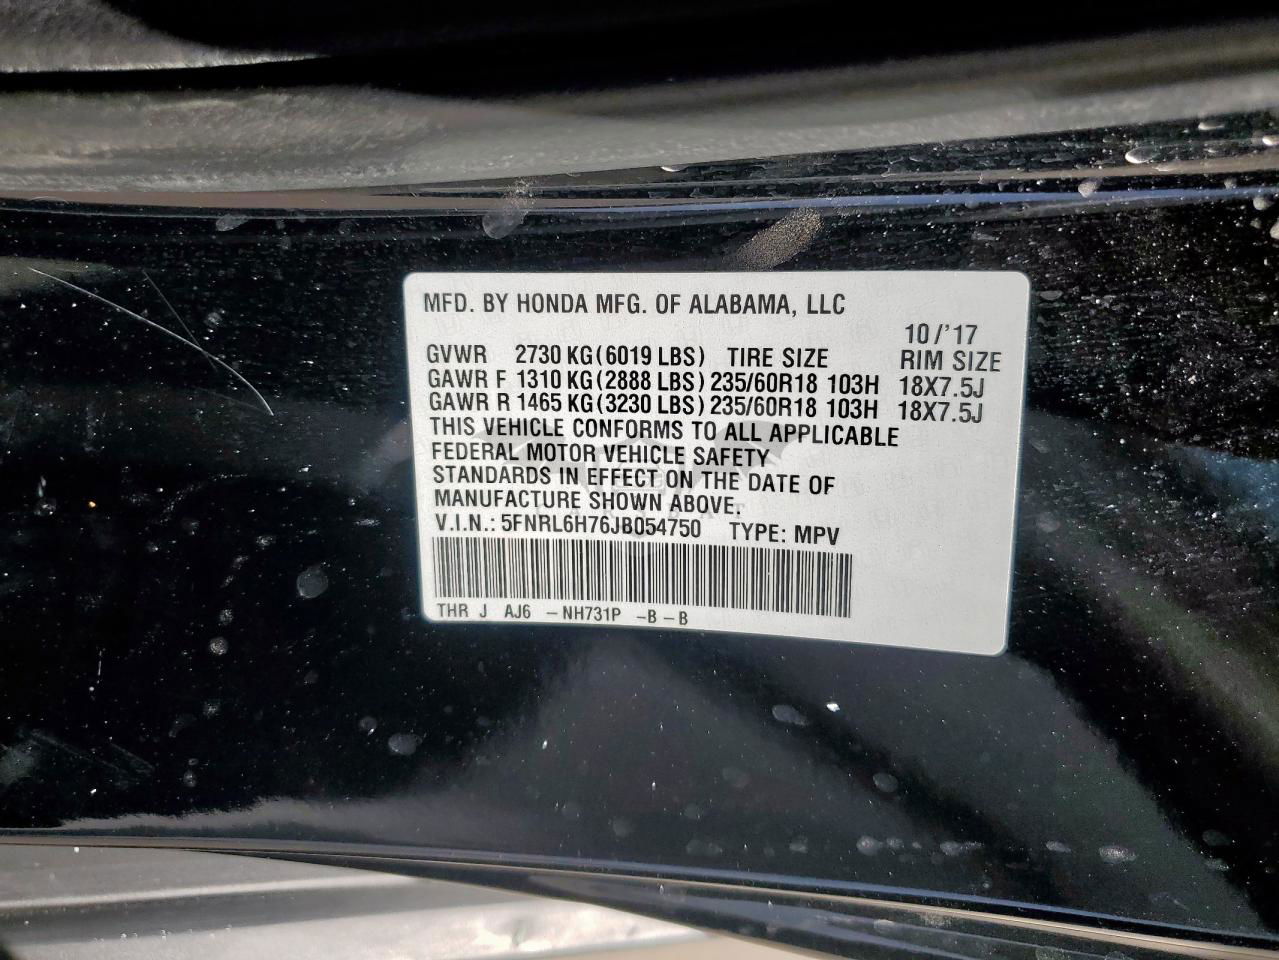 MFD. BY HONDA MFG. OF ALABAMA, LLC
10/'17
GVWR 2730 KG(6019 LBS) TIRE SIZE RIM SIZE
GAWR F 1310 KG(2888 LBS) 235/60R18 103H 18X7.5J
GAWR R 1465 KG(3230 LBS) 235/60R18 103H 18X7.5J
THIS VEHICLE CONFORMS TO ALL APPLICABLE
FEDERAL MOTOR VEHICLE SAFETY
STANDARDS IN EFFECT ON THE DATE OF
MANUFACTURE SHOWN ABOVE.
V.I.N.: 5FNRL6H76JB054750 TYPE: MPV
THR J AJ6 -NH731P -B-B